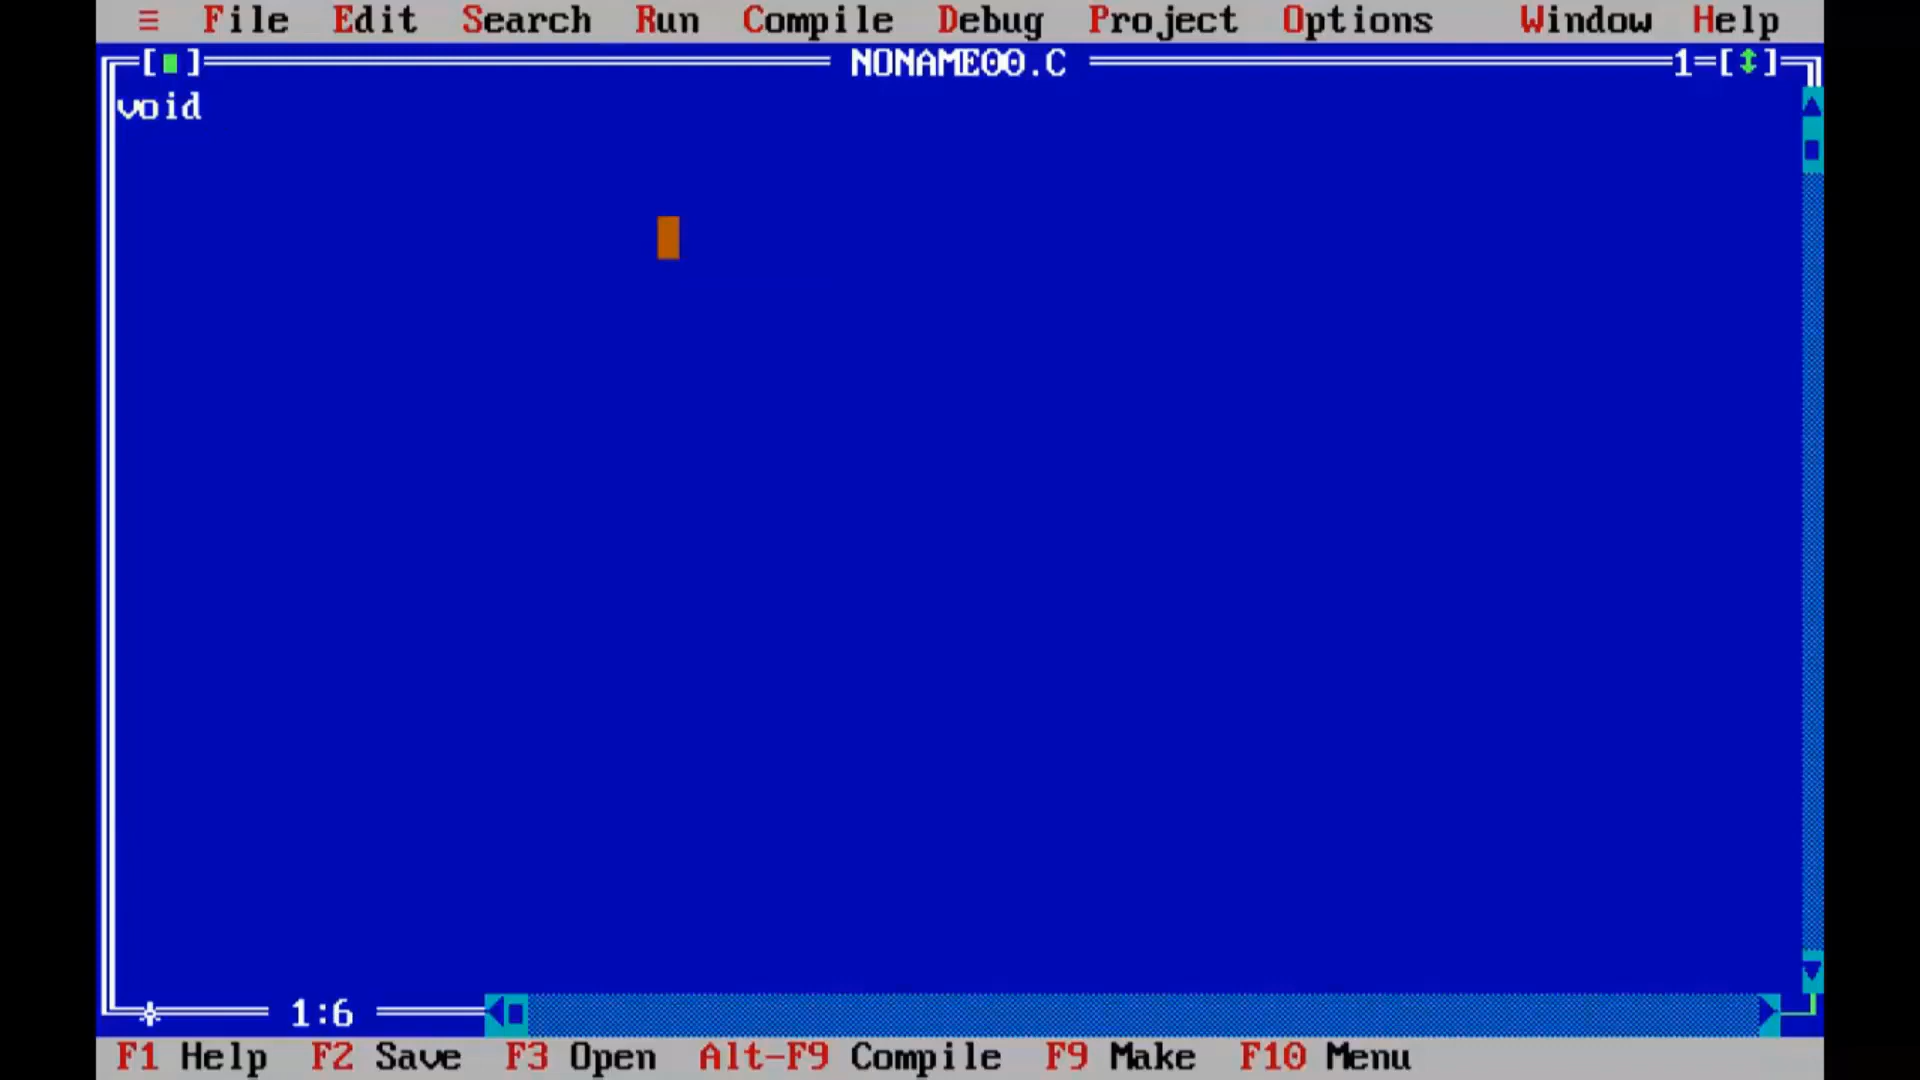 ≡ File Edit Search Run Compile Debug Project Options Window Help
[■] NONAME00.C 1=[↕]
void
* 1:6
F1 Help F2 Save F3 Open Alt-F9 Compile F9 Make F10 Menu